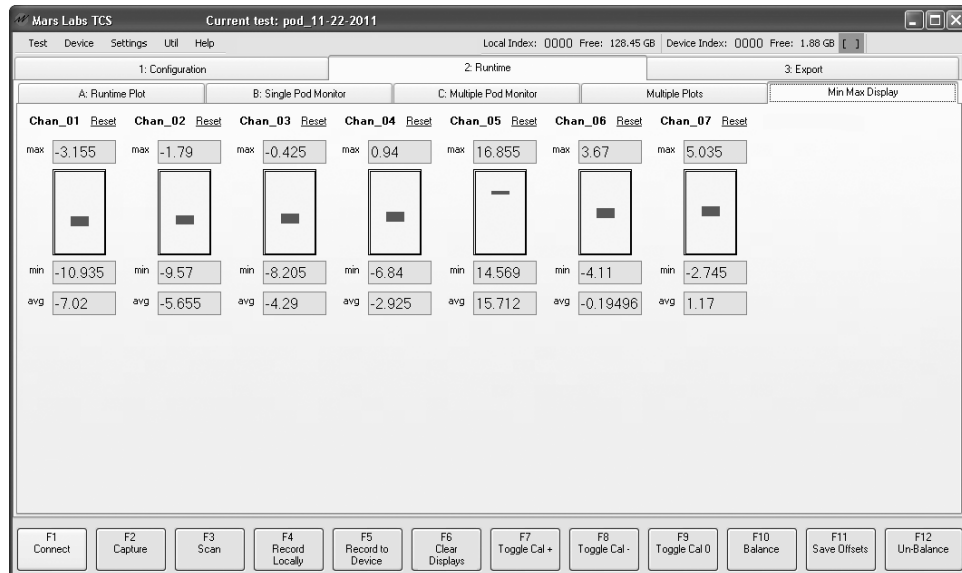 Mars Labs TCS Current test: pod_11-22-2011
Test Device Settings Util Help Local Index: 0000 Free: 128.45 GB Device Index: 0000 Free: 1.88 GB [ ]
1: Configuration 2: Runtime 3: Export
A: Runtime Plot B: Single Pod Monitor C: Multiple Pod Monitor Multiple Plots Min Max Display
Chan_01 Reset Chan_02 Reset Chan_03 Reset Chan_04 Reset Chan_05 Reset Chan_06 Reset Chan_07 Reset
max -3.155 max -1.79 max -0.425 max 0.94 max 16.855 max 3.67 max 5.035
min -10.935 min -9.57 min -8.205 min -6.84 min 14.569 min -4.11 min -2.745
avg -7.02 avg -5.655 avg -4.29 avg -2.925 avg 15.712 avg -0.19496 avg 1.17
F1 F2 F3 F4 F5 F6 F7 F8 F9 F10 F11 F12
Connect Capture Scan Record Record to Clear Toggle Cal + Toggle Cal - Toggle Cal 0 Balance Save Offsets Un-Balance
Locally Device Displays